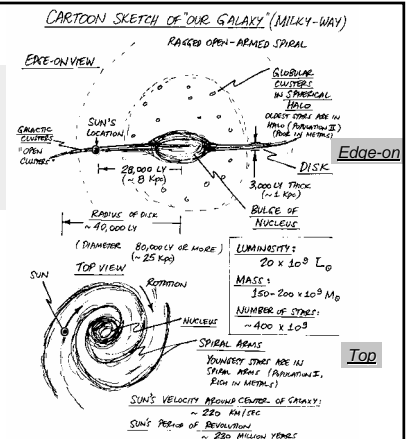 CARTOON SKETCH OF "OUR GALAXY" (MILKY-WAY)
RAGGED OPEN-ARMED SPIRAL
EDGE-ON VIEW
GLOBULAR
CLUSTERS
IN SPHERICAL
HALO
OLDEST STARS ARE IN
HALO (POPULATION II)
(POOR IN METALS)
SUN'S
LOCATION
GALACTIC
CLUSTERS
"OPEN
CLUSTERS"
Edge-on
DISK
28,000 LY
(~ 8 Kpc)
3,000 LY THICK
(~ 1 Kpc)
BULGE OF
NUCLEUS
RADIUS OF DISK
~ 40,000 LY
(DIAMETER 80,000 LY OR MORE)
(~ 25 Kpc)
LUMINOSITY:
20 x 10⁹ L⊙
MASS:
150-200 x 10⁹ M⊙
NUMBER OF STARS:
~ 400 x 10⁹
TOP VIEW
SUN
ROTATION
NUCLEUS
SPIRAL ARMS
YOUNGEST STARS ARE IN
SPIRAL ARMS (POPULATION I,
RICH IN METALS)
Top
SUN'S VELOCITY AROUND CENTER OF GALAXY:
~ 220 KM/SEC
SUN'S PERIOD OF REVOLUTION
~ 220 MILLION YEARS